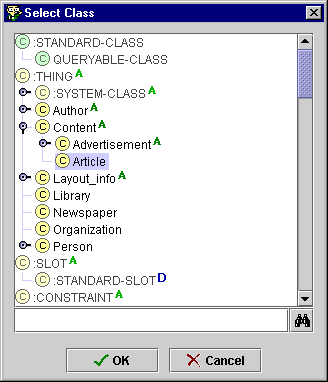 Select Class
C :STANDARD-CLASS
C QUERYABLE-CLASS
C :THING A
C :SYSTEM-CLASS A
C Author A
C Content A
C Advertisement A
C Article
C Layout_info A
C Library
C Newspaper
C Organization
C Person
C :SLOT A
C :STANDARD-SLOT D
C :CONSTRAINT A
OK Cancel